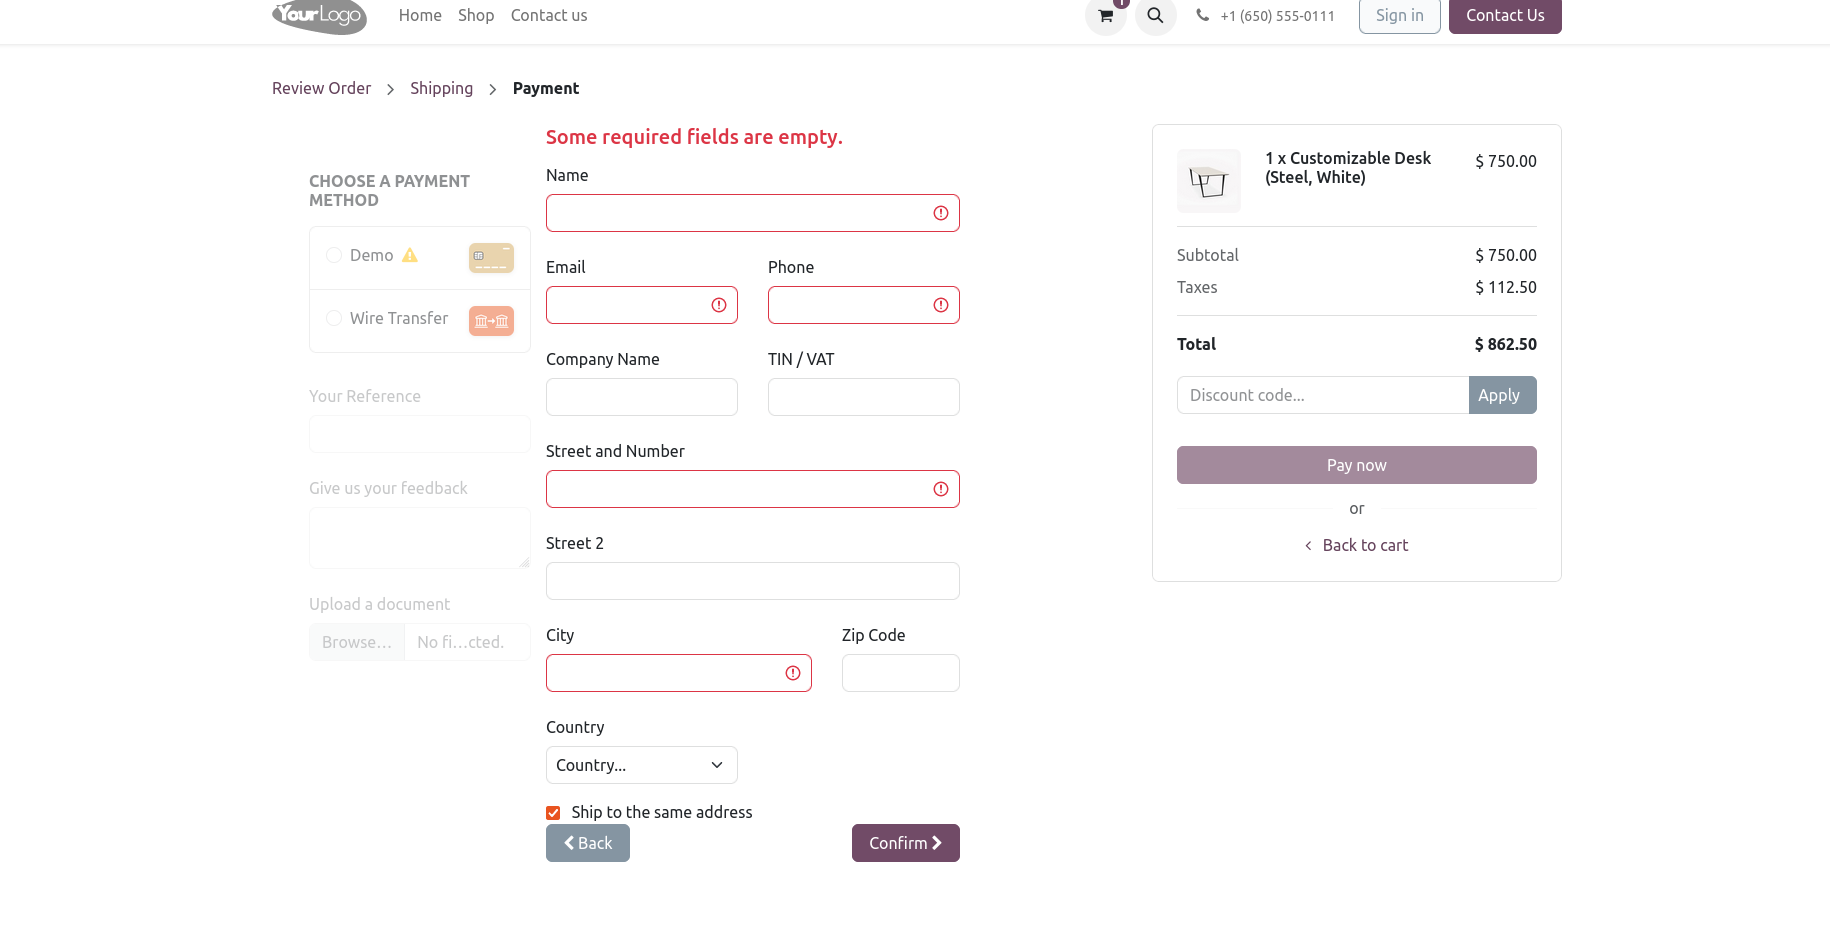 YourLogo
Home
Shop
Contact us
1
+1 (650) 555-0111
Sign in
Contact Us
Review Order
Shipping
Payment
CHOOSE A PAYMENT
METHOD
Demo
Wire Transfer
Your Reference
Give us your feedback
Upload a document
Browse…
No fi…cted.
Some required fields are empty.
Name
Email
Phone
Company Name
TIN / VAT
Street and Number
Street 2
City
Zip Code
Country
Country...
Ship to the same address
Back
Confirm
1 x Customizable Desk
(Steel, White)
$ 750.00
Subtotal
$ 750.00
Taxes
$ 112.50
Total
$ 862.50
Discount code...
Apply
Pay now
or
Back to cart